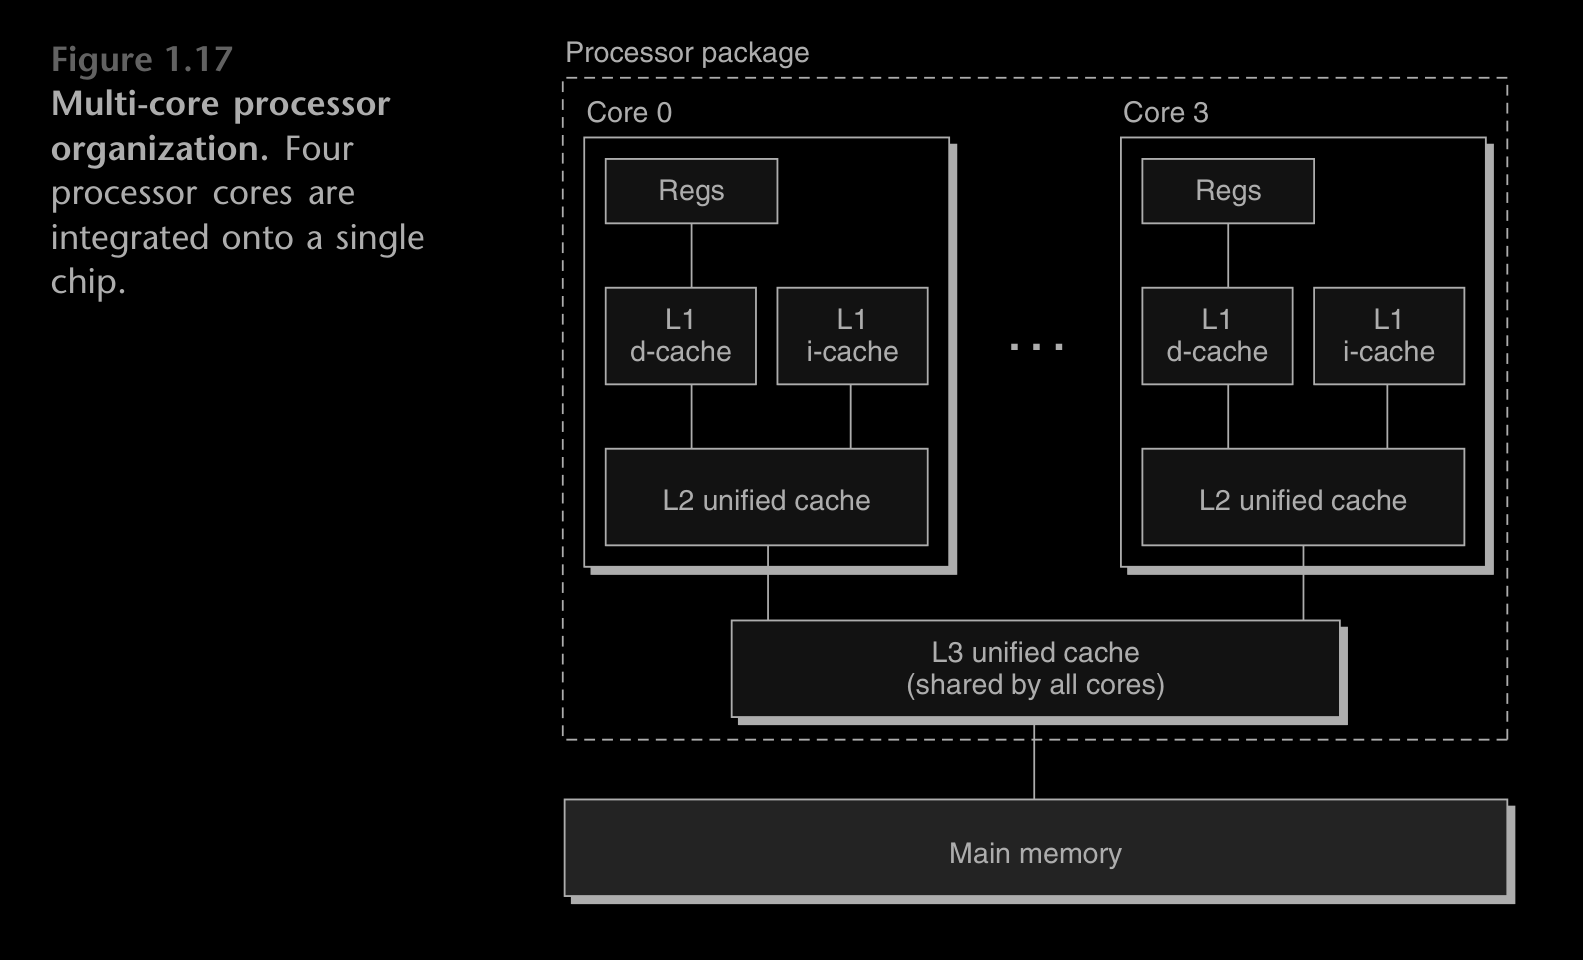 Figure 1.17
Multi-core processor
organization. Four
processor cores are
integrated onto a single
chip.
Processor package
Core 0
Regs
L1
d-cache
L1
i-cache
L2 unified cache
...
Core 3
Regs
L1
d-cache
L1
i-cache
L2 unified cache
L3 unified cache
(shared by all cores)
Main memory